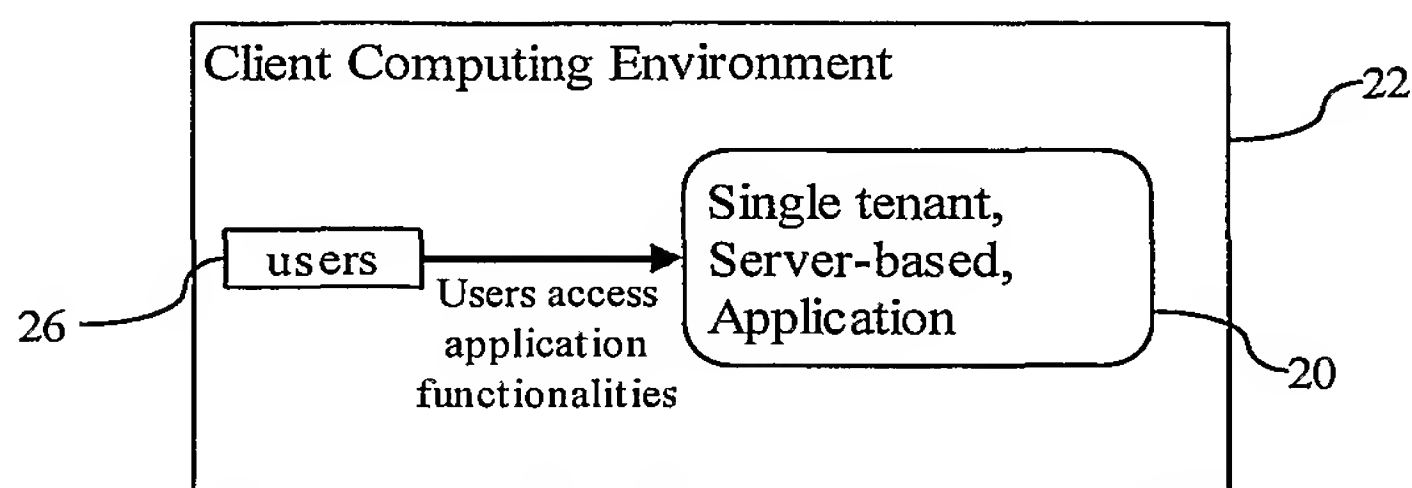 Client Computing Environment
22
Single tenant,
Server-based,
Application
users
Users access
application
functionalities
26
20